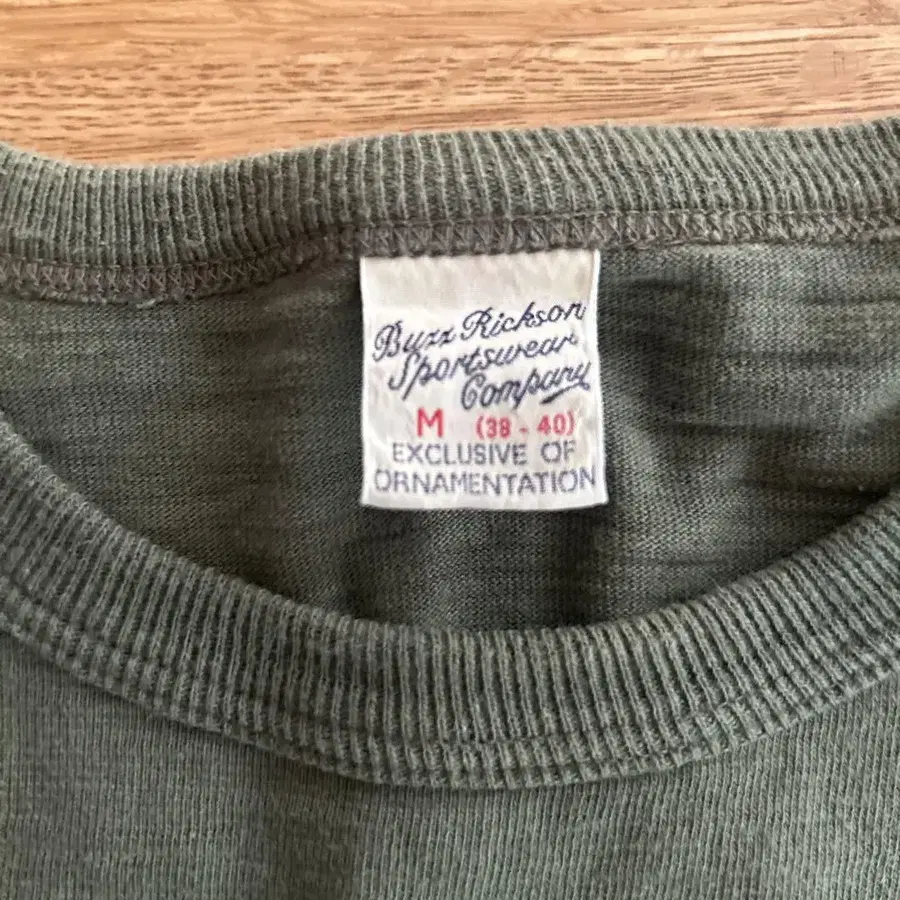 Buzz Rickson
Sportswear
Company
M (38 - 40)
EXCLUSIVE OF
ORNAMENTATION